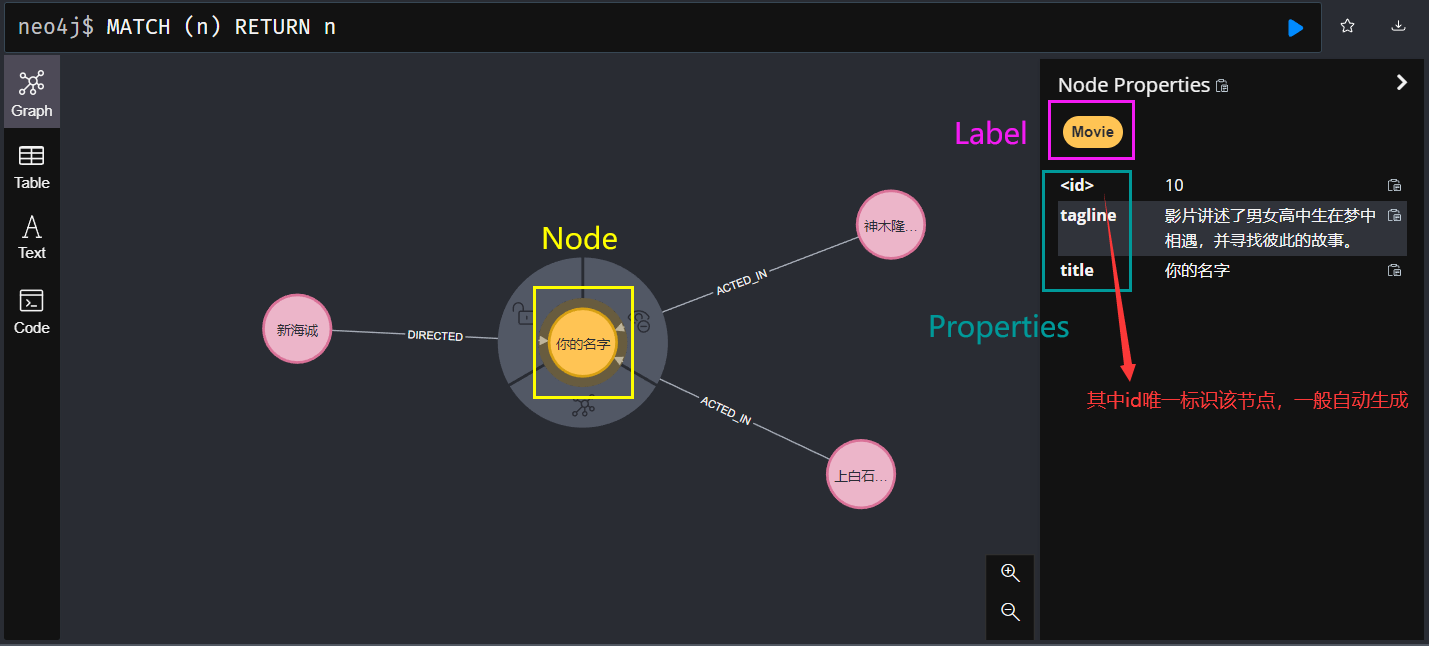 neo4j$ MATCH (n) RETURN n
Graph
Table
Text
Code
Node
新海诚
DIRECTED
你的名字
ACTED_IN
神木隆...
ACTED_IN
上白石...
Node Properties
Label
Movie
<id> 10
tagline 影片讲述了男女高中生在梦中
相遇，并寻找彼此的故事。
title 你的名字
Properties
其中id唯一标识该节点，一般自动生成